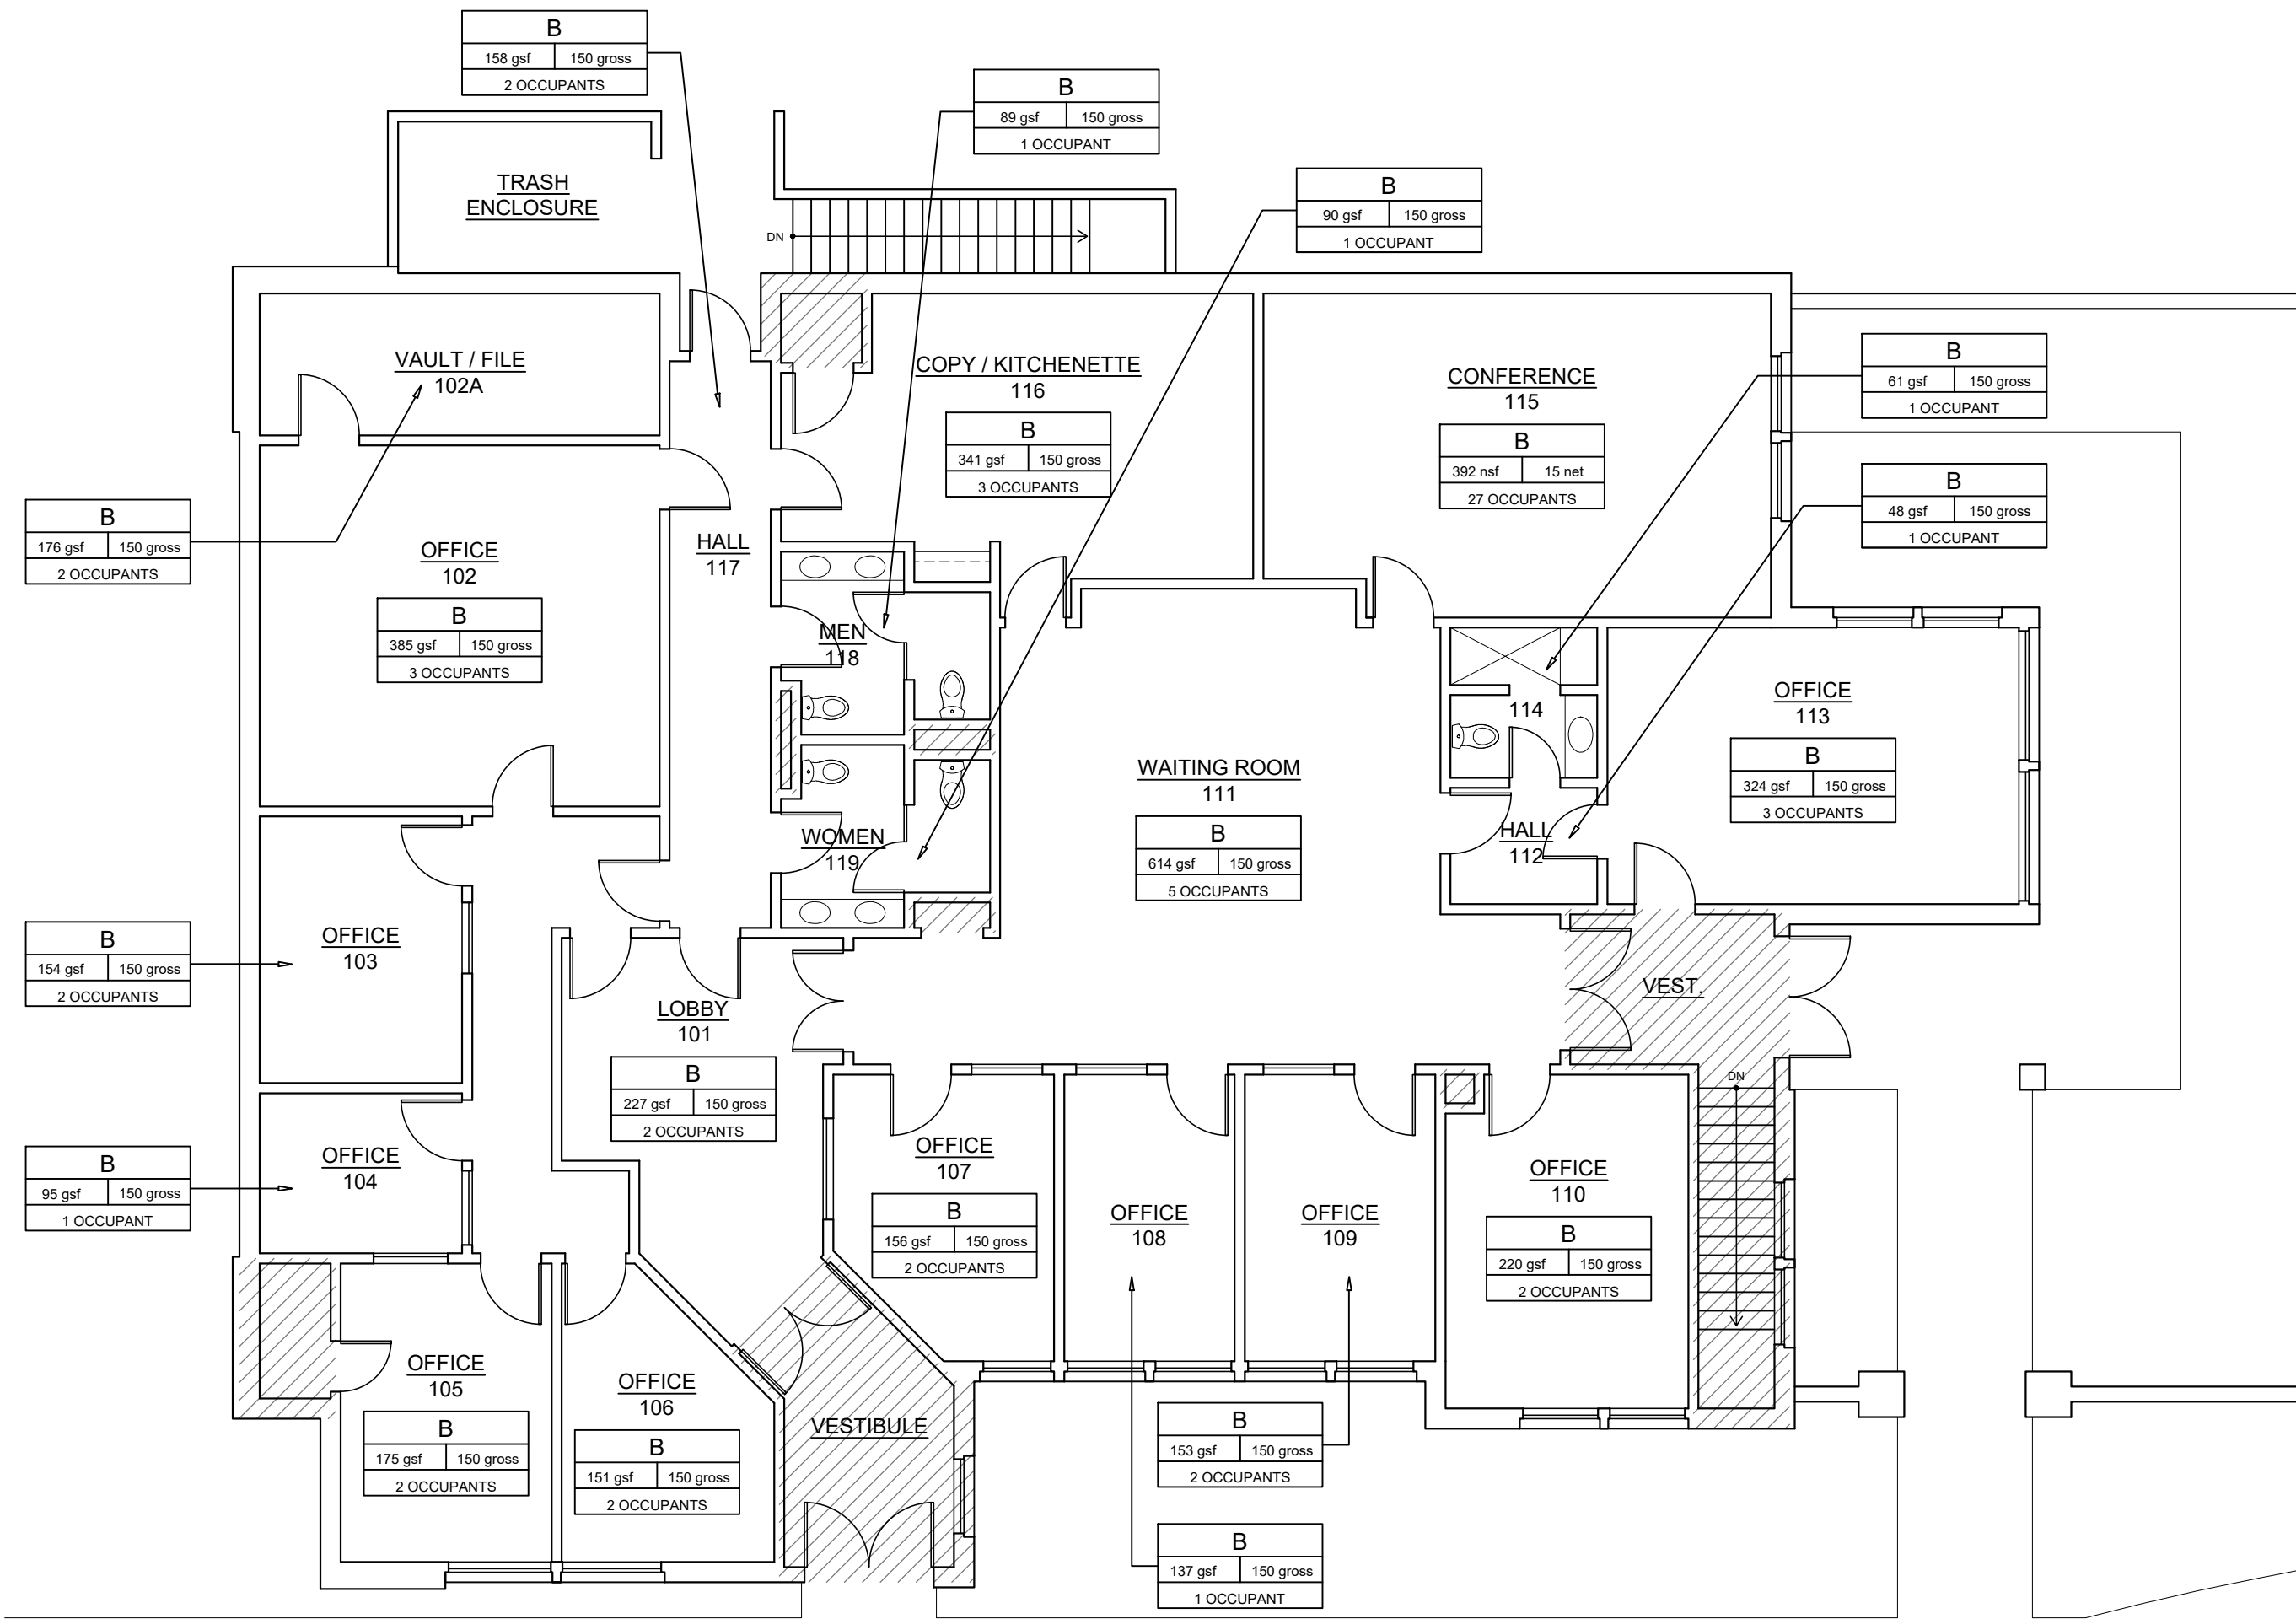 B
158 gsf 150 gross
2 OCCUPANTS
B
89 gsf 150 gross
1 OCCUPANT
B
90 gsf 150 gross
1 OCCUPANT
TRASH
ENCLOSURE
DN
VAULT / FILE
102A
COPY / KITCHENETTE
116
B
341 gsf 150 gross
3 OCCUPANTS
CONFERENCE
115
B
392 nsf 15 net
27 OCCUPANTS
B
61 gsf 150 gross
1 OCCUPANT
B
48 gsf 150 gross
1 OCCUPANT
B
176 gsf 150 gross
2 OCCUPANTS
OFFICE
102
B
385 gsf 150 gross
3 OCCUPANTS
HALL
117
MEN
118
WOMEN
119
WAITING ROOM
111
B
614 gsf 150 gross
5 OCCUPANTS
114
HALL
112
OFFICE
113
B
324 gsf 150 gross
3 OCCUPANTS
B
154 gsf 150 gross
2 OCCUPANTS
OFFICE
103
LOBBY
101
B
227 gsf 150 gross
2 OCCUPANTS
VEST.
DN
B
95 gsf 150 gross
1 OCCUPANT
OFFICE
104
OFFICE
107
B
156 gsf 150 gross
2 OCCUPANTS
OFFICE
108
OFFICE
109
OFFICE
110
B
220 gsf 150 gross
2 OCCUPANTS
OFFICE
105
B
175 gsf 150 gross
2 OCCUPANTS
OFFICE
106
B
151 gsf 150 gross
2 OCCUPANTS
VESTIBULE
B
153 gsf 150 gross
2 OCCUPANTS
B
137 gsf 150 gross
1 OCCUPANT